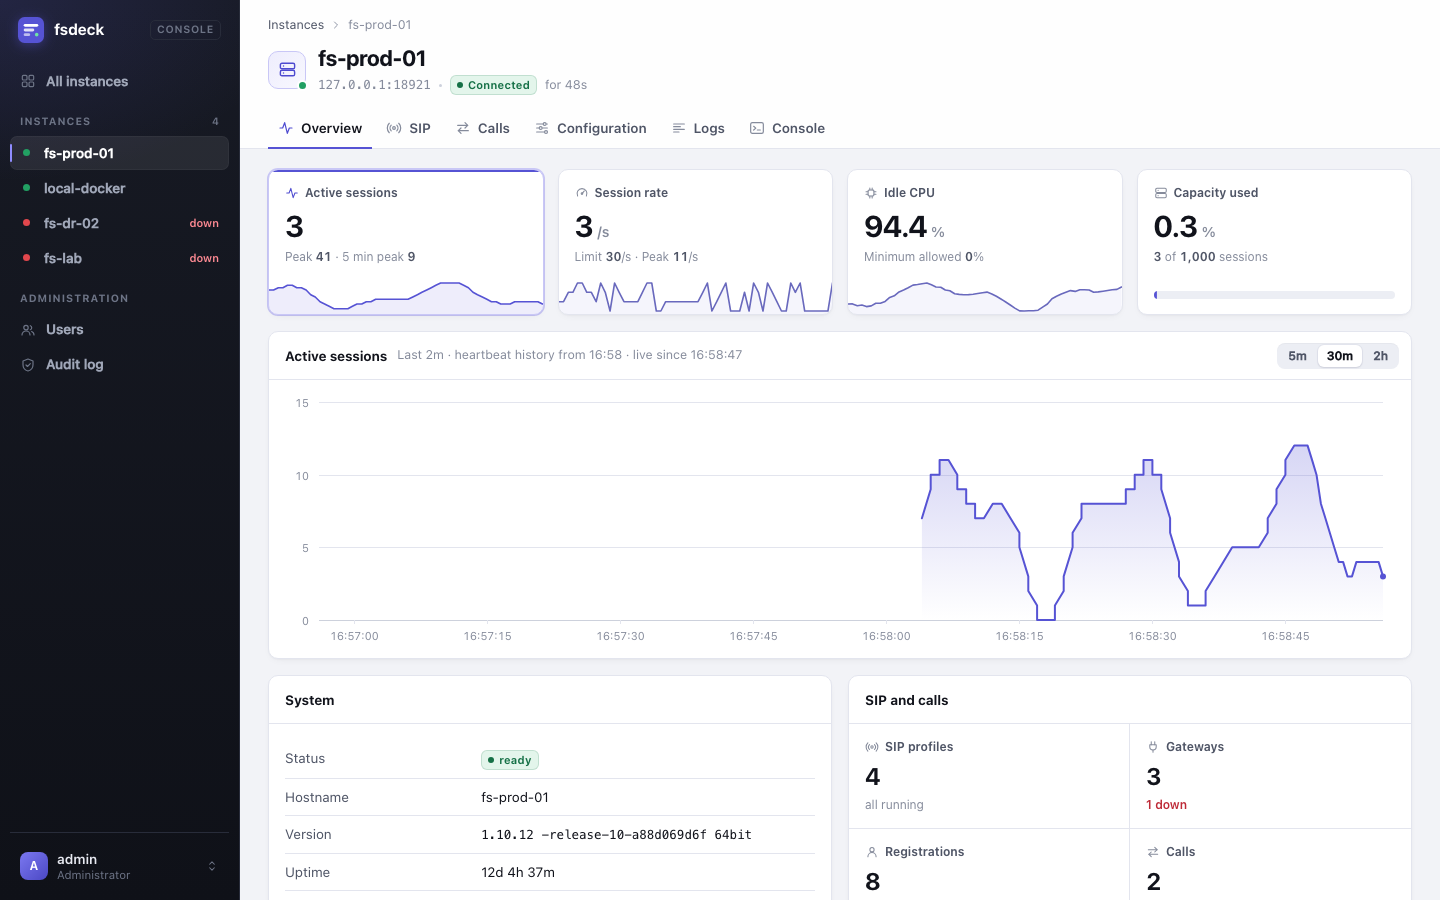 fsdeck CONSOLE
All instances
INSTANCES 4
fs-prod-01
local-docker
fs-dr-02 down
fs-lab down
ADMINISTRATION
Users
Audit log
A admin
Administrator
Instances fs-prod-01
fs-prod-01
127.0.0.1:18921 · Connected for 48s
Overview SIP Calls Configuration Logs Console
Active sessions
3
Peak 41 · 5 min peak 9
Session rate
3 /s
Limit 30/s · Peak 11/s
Idle CPU
94.4 %
Minimum allowed 0%
Capacity used
0.3 %
3 of 1,000 sessions
Active sessions Last 2m · heartbeat history from 16:58 · live since 16:58:47 5m 30m 2h
15
10
5
0
16:57:00 16:57:15 16:57:30 16:57:45 16:58:00 16:58:15 16:58:30 16:58:45
System
Status ready
Hostname fs-prod-01
Version 1.10.12 -release-10-a88d069d6f 64bit
Uptime 12d 4h 37m
SIP and calls
SIP profiles
4
all running
Gateways
3
1 down
Registrations
8
Calls
2